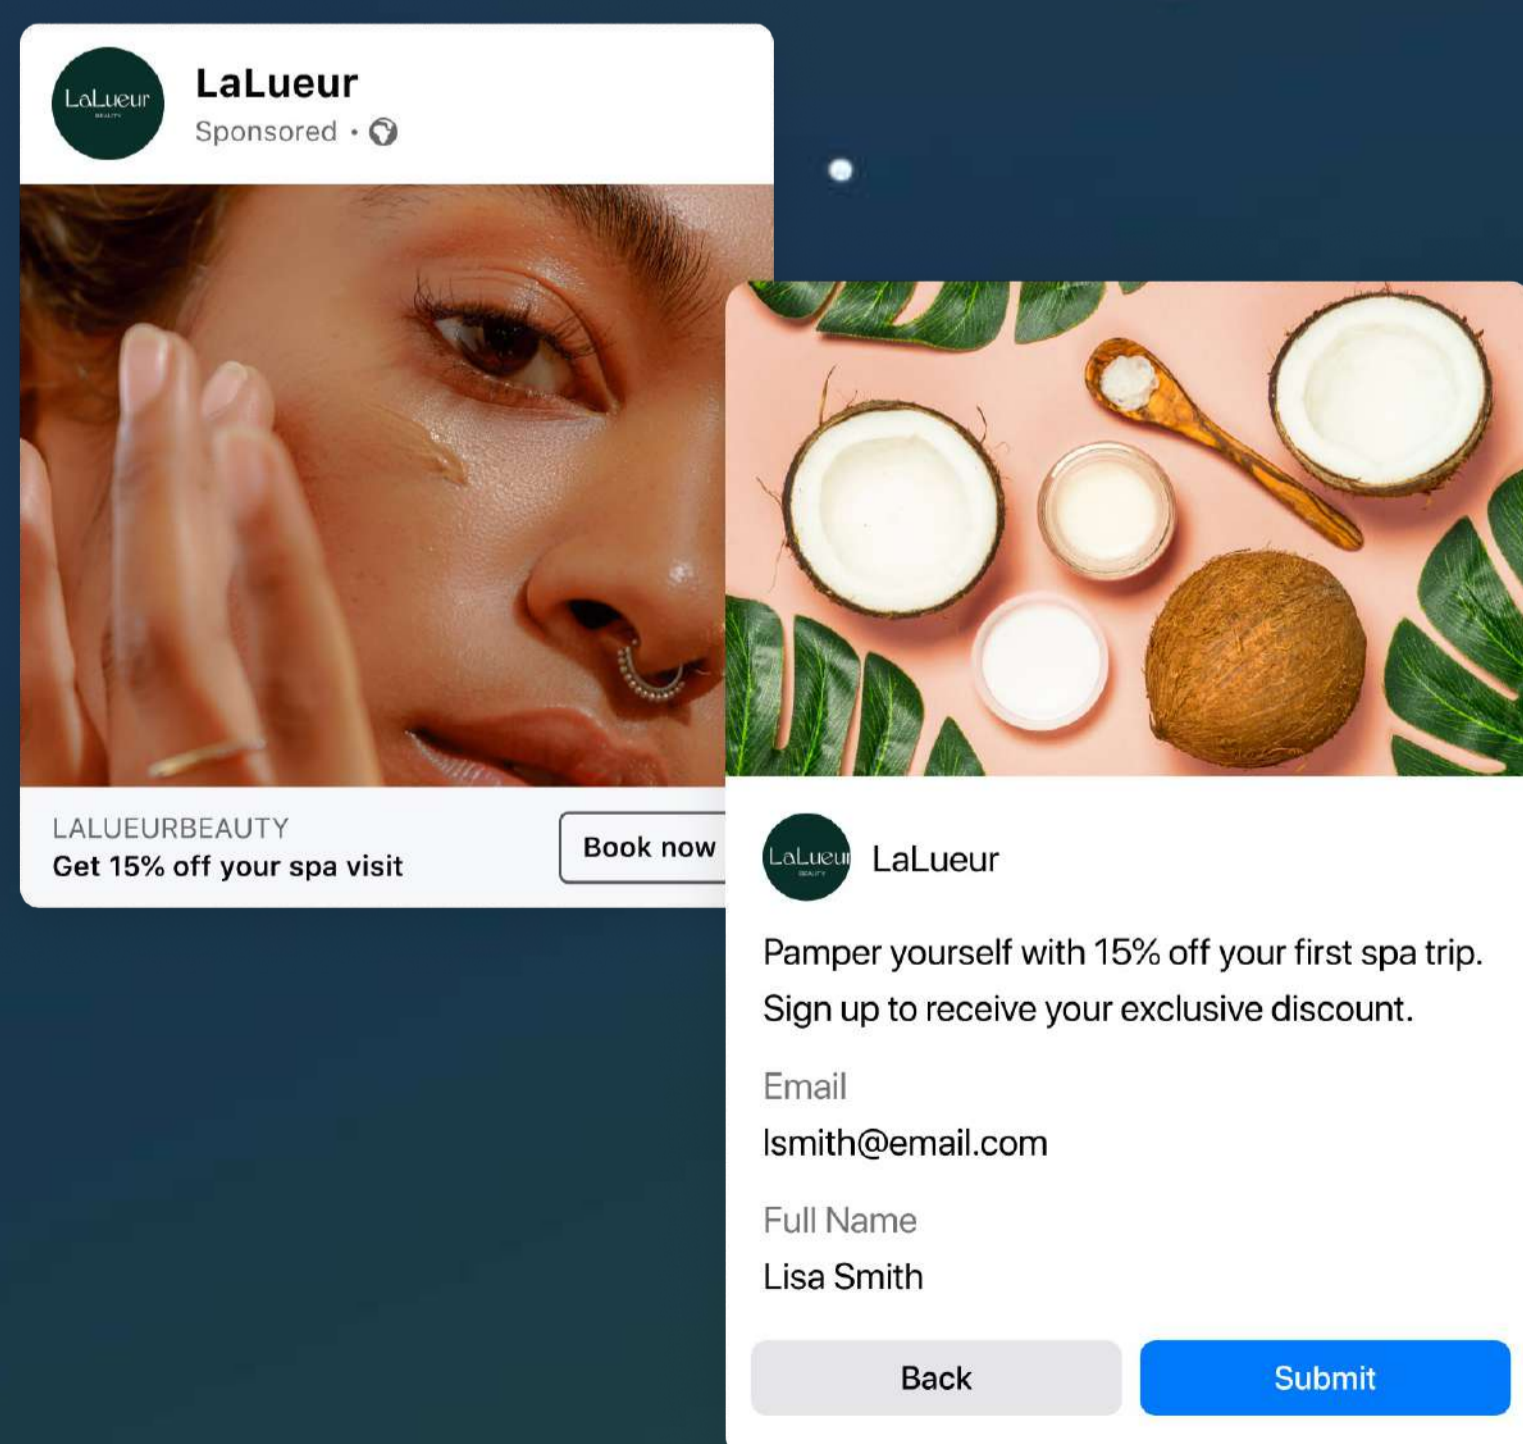 LaLueur
BEAUTY
LaLueur
Sponsored •
LALUEURBEAUTY
Get 15% off your spa visit
Book now
LaLueur
BEAUTY
LaLueur
Pamper yourself with 15% off your first spa trip.
Sign up to receive your exclusive discount.
Email
lsmith@email.com
Full Name
Lisa Smith
Back
Submit